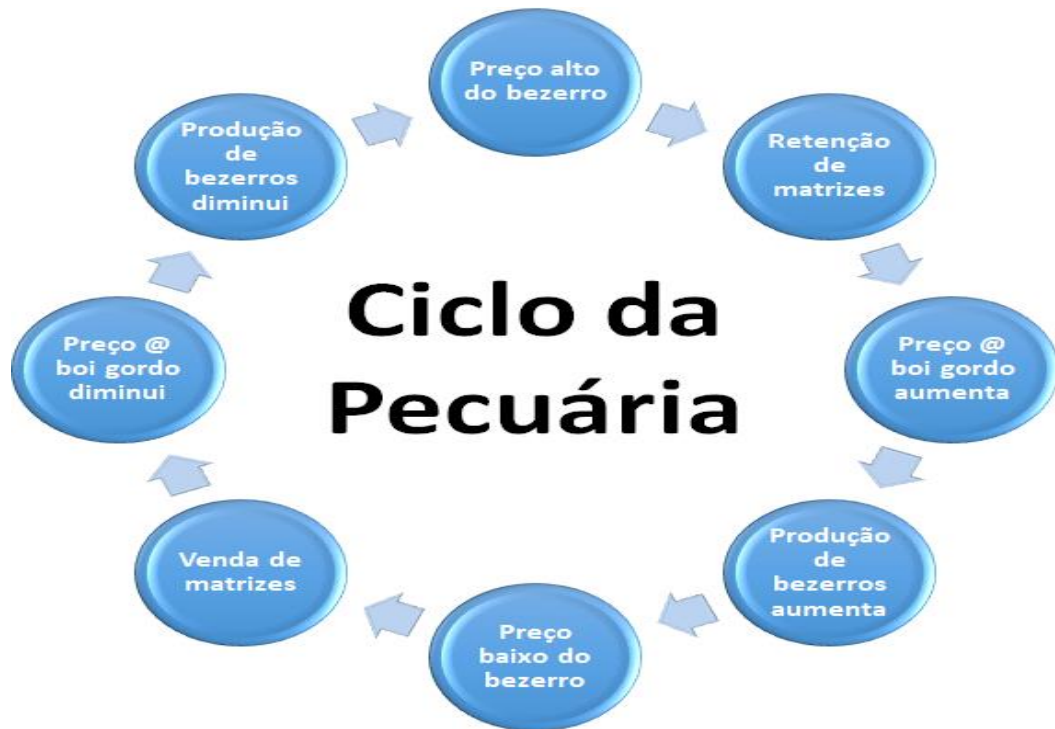 Preço alto
do bezerro
Retenção
de
matrizes
Preço @
boi gordo
aumenta
Produção
de
bezerros
aumenta
Preço
baixo do
bezerro
Venda de
matrizes
Preço @
boi gordo
diminui
Produção
de
bezerros
diminui
Ciclo da
Pecuária